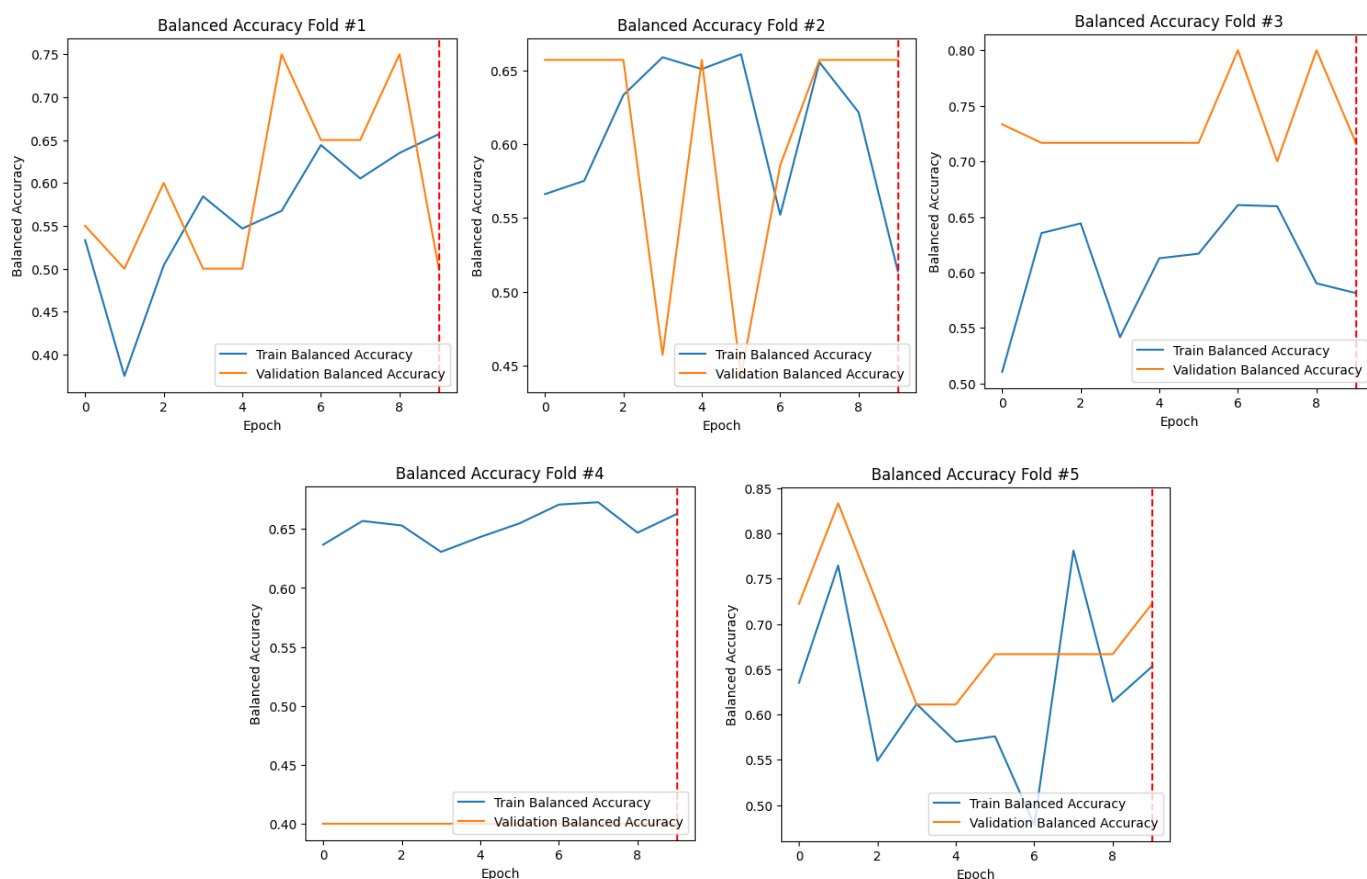 Balanced Accuracy Fold #1
Balanced Accuracy
0.75
0.70
0.65
0.60
0.55
0.50
0.45
0.40
0 2 4 6 8
Epoch
Train Balanced Accuracy
Validation Balanced Accuracy
Balanced Accuracy Fold #2
Balanced Accuracy
0.65
0.60
0.55
0.50
0.45
0 2 4 6 8
Epoch
Train Balanced Accuracy
Validation Balanced Accuracy
Balanced Accuracy Fold #3
Balanced Accuracy
0.80
0.75
0.70
0.65
0.60
0.55
0.50
0 2 4 6 8
Epoch
Train Balanced Accuracy
Validation Balanced Accuracy
Balanced Accuracy Fold #4
Balanced Accuracy
0.65
0.60
0.55
0.50
0.45
0.40
0 2 4 6 8
Epoch
Train Balanced Accuracy
Validation Balanced Accuracy
Balanced Accuracy Fold #5
Balanced Accuracy
0.85
0.80
0.75
0.70
0.65
0.60
0.55
0.50
0 2 4 6 8
Epoch
Train Balanced Accuracy
Validation Balanced Accuracy